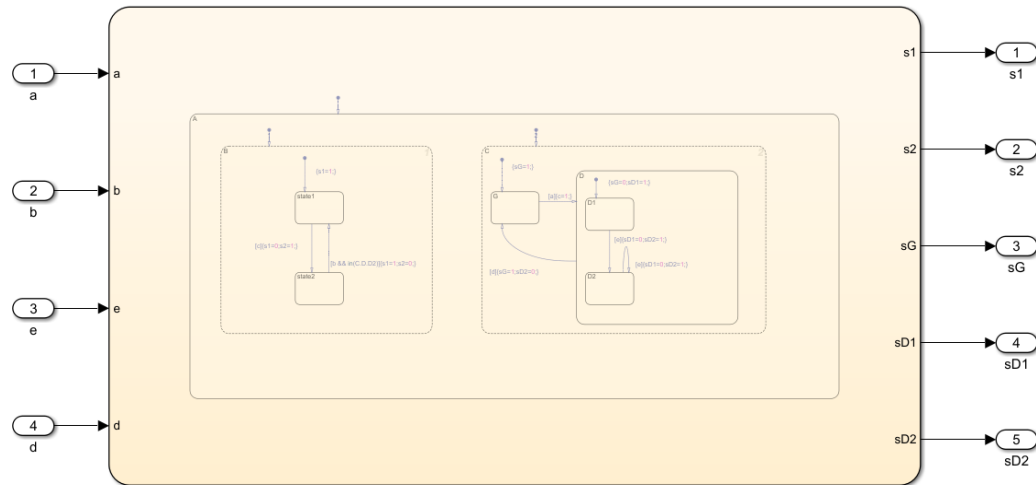 1
a
a
2
b
b
3
e
e
4
d
d
A
B
{s1=1;}
state1
[c]{s1=0;s2=1;}
[b && in(C.D.D2)]{s1=1;s2=0;}
state2
C
{sG=1;}
G
[a]{c=1;}
D
{sG=0;sD1=1;}
D1
[e]{sD1=0;sD2=1;}
[e]{sD1=0;sD2=1;}
[d]{sG=1;sD2=0;}
D2
s1
1
s1
s2
2
s2
sG
3
sG
sD1
4
sD1
sD2
5
sD2